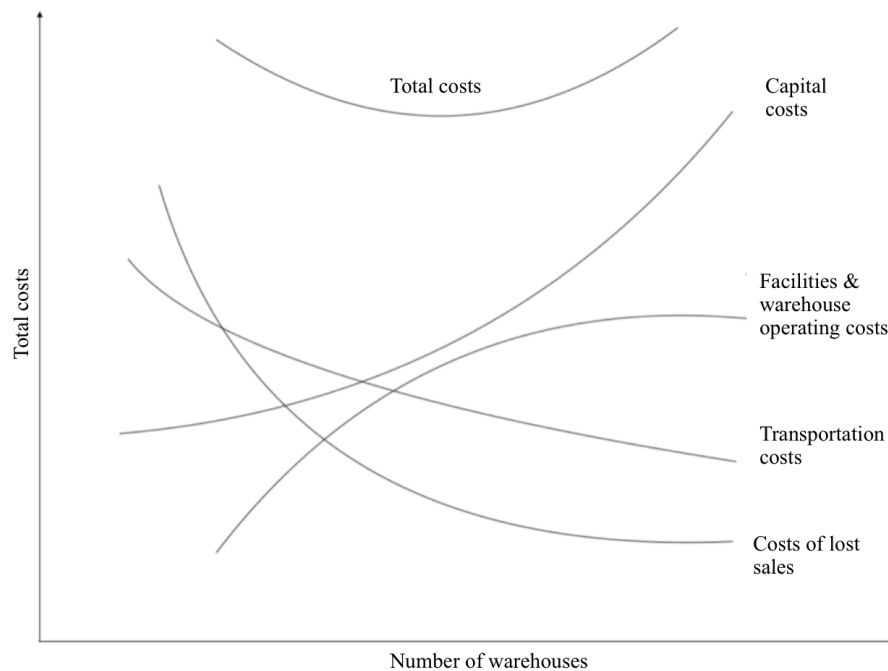 Total costs
Capital
costs
Total costs
Facilities &
warehouse
operating costs
Transportation
costs
Costs of lost
sales
Number of warehouses